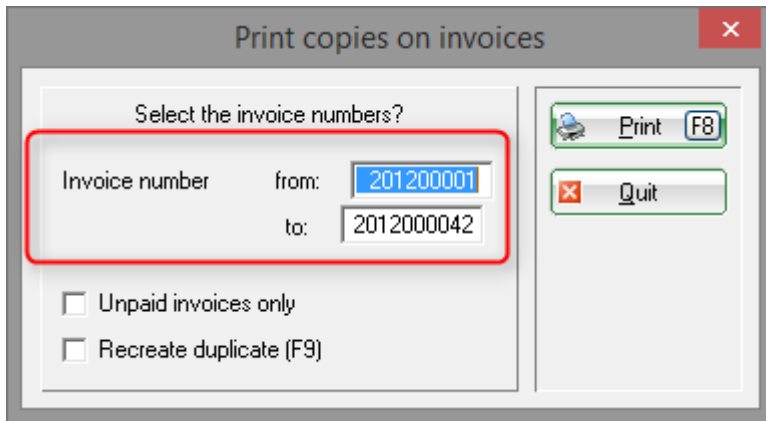 Print copies on invoices
Select the invoice numbers?
Invoice number from: 201200001
to: 2012000042
Unpaid invoices only
Recreate duplicate (F9)
Print F8
Quit